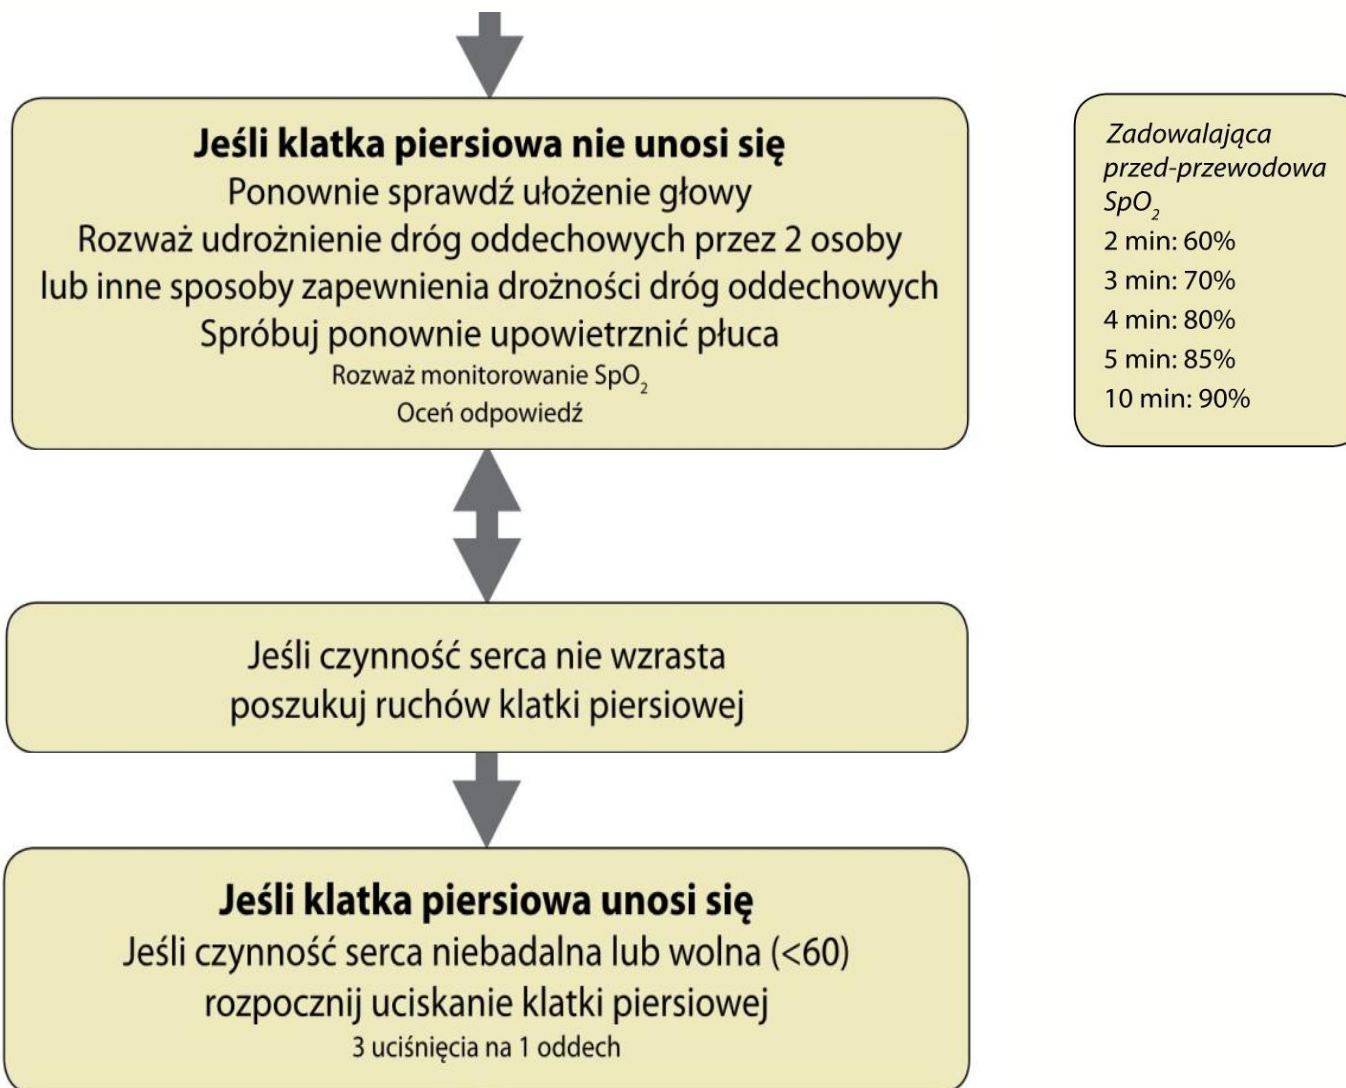 Jeśli klatka piersiowa nie unosi się
Ponownie sprawdź ułożenie głowy
Rozważ udrożnienie dróg oddechowych przez 2 osoby
lub inne sposoby zapewnienia drożności dróg oddechowych
Spróbuj ponownie upowietrznić płuca
Rozważ monitorowanie SpO₂
Oceń odpowiedź
Zadowalająca
przed-przewodowa
SpO₂
2 min: 60%
3 min: 70%
4 min: 80%
5 min: 85%
10 min: 90%
Jeśli czynność serca nie wzrasta
poszukuj ruchów klatki piersiowej
Jeśli klatka piersiowa unosi się
Jeśli czynność serca niebadalna lub wolna (<60)
rozpocznij uciskanie klatki piersiowej
3 uciśnięcia na 1 oddech